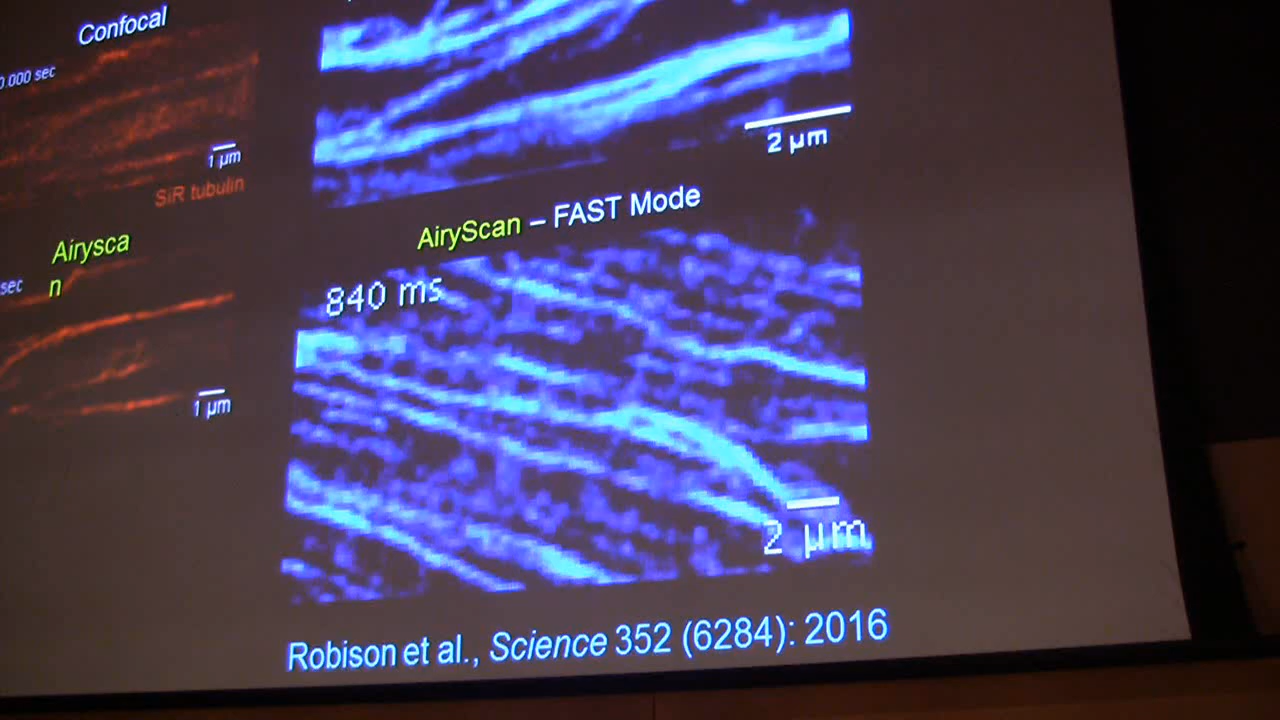 Confocal
0.000 sec
1 µm
SiR tubulin
2 µm
AiryScan – FAST Mode
Airysca
n
sec
840 ms
1 µm
2 µm
Robison et al., Science 352 (6284): 2016